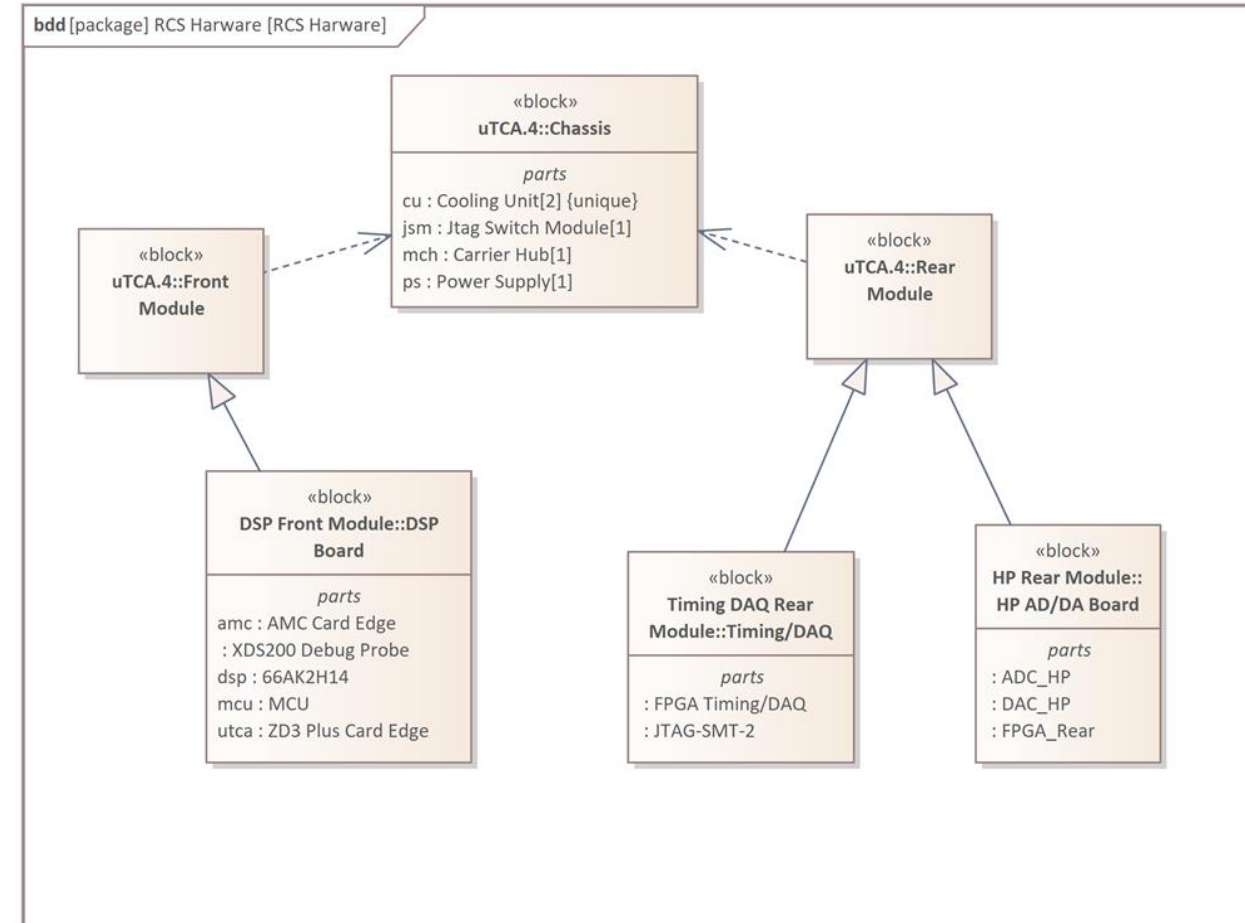 bdd [package] RCS Harware [RCS Harware]
«block»
uTCA.4::Chassis
parts
cu : Cooling Unit[2] {unique}
jsm : Jtag Switch Module[1]
mch : Carrier Hub[1]
ps : Power Supply[1]
«block»
uTCA.4::Front
Module
«block»
uTCA.4::Rear
Module
«block»
DSP Front Module::DSP
Board
parts
amc : AMC Card Edge
: XDS200 Debug Probe
dsp : 66AK2H14
mcu : MCU
utca : ZD3 Plus Card Edge
«block»
Timing DAQ Rear
Module::Timing/DAQ
parts
: FPGA Timing/DAQ
: JTAG-SMT-2
«block»
HP Rear Module::
HP AD/DA Board
parts
: ADC_HP
: DAC_HP
: FPGA_Rear